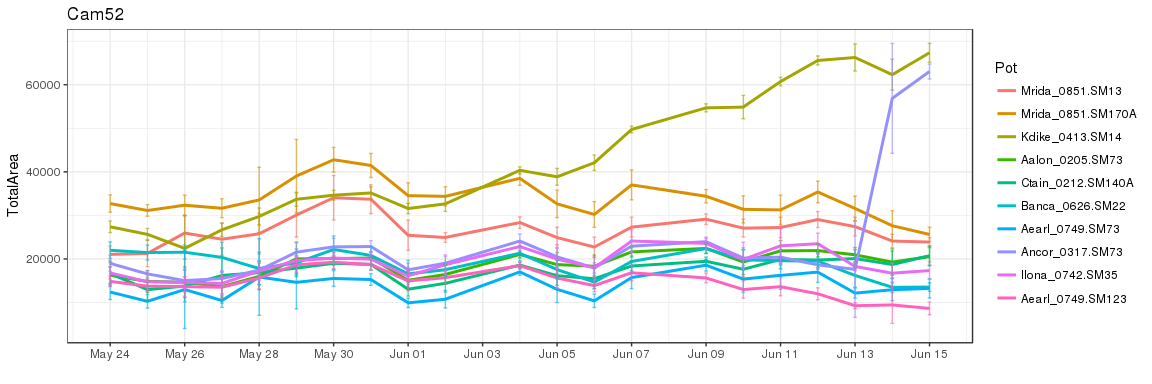 Cam52
TotalArea
60000
40000
20000
May 24 May 26 May 28 May 30 Jun 01 Jun 03 Jun 05 Jun 07 Jun 09 Jun 11 Jun 13 Jun 15
Pot
Mrida_0851.SM13
Mrida_0851.SM170A
Kdike_0413.SM14
Aalon_0205.SM73
Ctain_0212.SM140A
Banca_0626.SM22
Aearl_0749.SM73
Ancor_0317.SM73
Ilona_0742.SM35
Aearl_0749.SM123